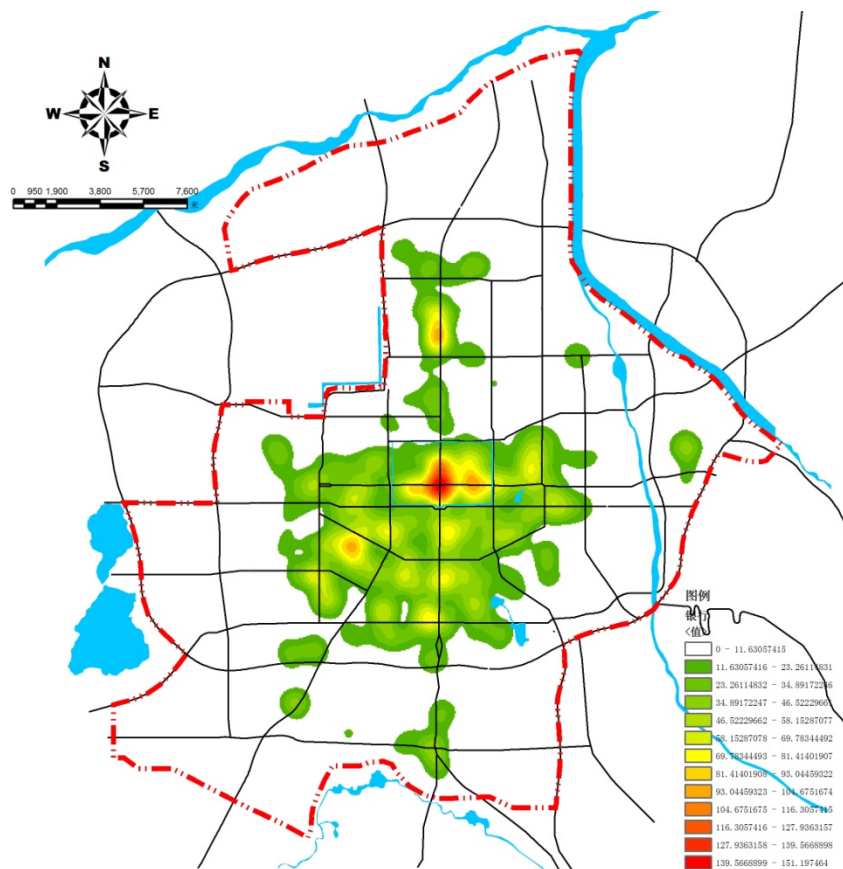 N
W E
S
0 950 1,900 3,800 5,700 7,600
米
图例
银行
<值>
0 - 11.63057415
11.63057416 - 23.26114831
23.26114832 - 34.89172246
34.89172247 - 46.52229661
46.52229662 - 58.15287077
58.15287078 - 69.78344492
69.78344493 - 81.41401907
81.41401908 - 93.04459322
93.04459323 - 104.6751674
104.6751675 - 116.3057415
116.3057416 - 127.9363157
127.9363158 - 139.5668898
139.5668899 - 151.197464